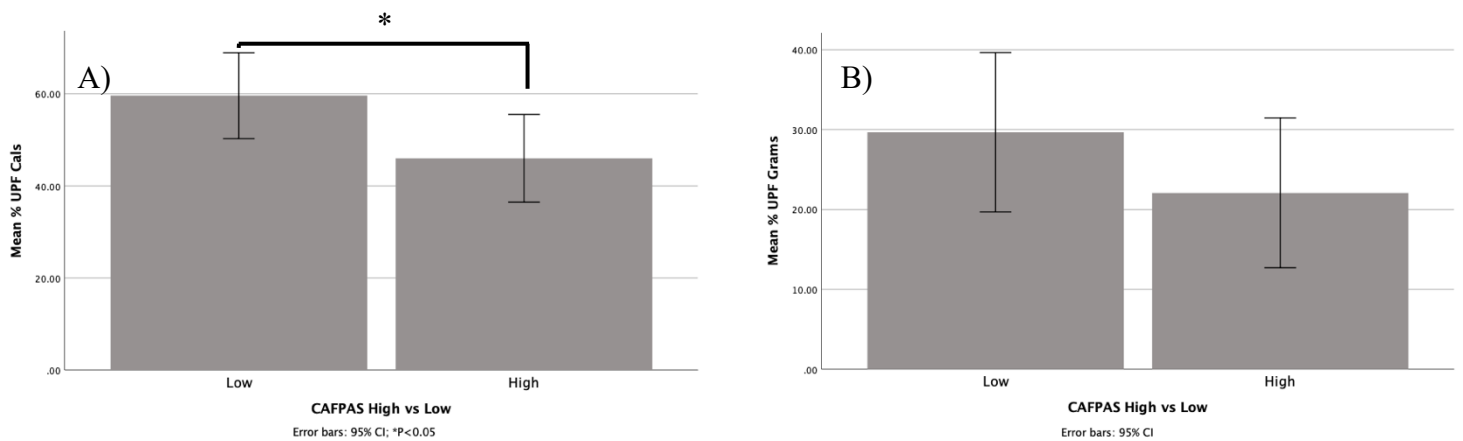 *
A)
Mean % UPF Cals
60.00
40.00
20.00
.00
Low
High
CAFPAS High vs Low
Error bars: 95% CI; *P<0.05
B)
Mean % UPF Grams
40.00
30.00
20.00
10.00
.00
Low
High
CAFPAS High vs Low
Error bars: 95% CI